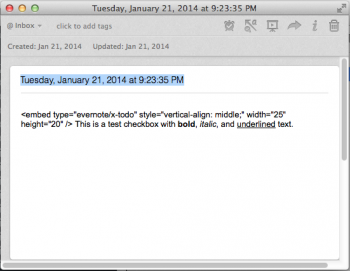 Tuesday, January 21, 2014 at 9:23:35 PM
@ Inbox
click to add tags
Created: Jan 21, 2014 Updated: Jan 21, 2014
Tuesday, January 21, 2014 at 9:23:35 PM
<embed type="evernote/x-todo" style="vertical-align: middle;" width="25"
height="20" /> This is a test checkbox with bold, italic, and underlined text.